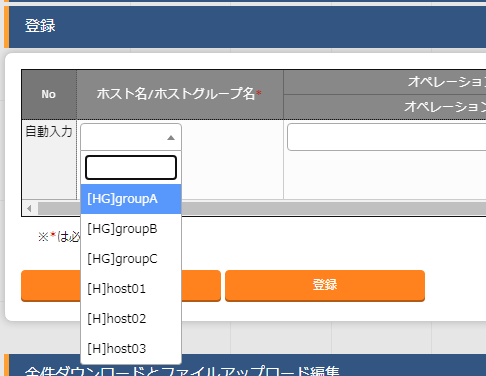 登録
No
ホスト名/ホストグループ名*
オペレーション
オペレーション
自動入力
[HG]groupA
[HG]groupB
[HG]groupC
[H]host01
[H]host02
[H]host03
※*は必
登録
全件ダウンロードとファイルアップロード編集